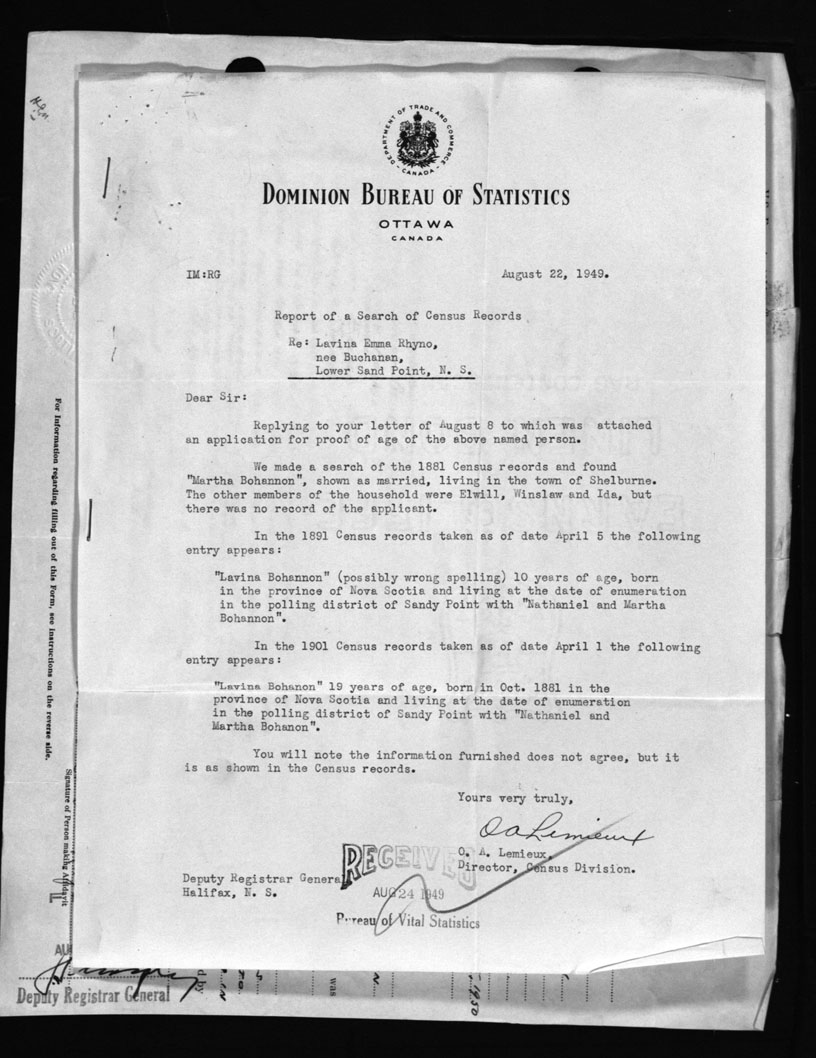 DEPARTMENT OF TRADE AND COMMERCE
- CANADA -
DOMINION BUREAU OF STATISTICS
OTTAWA
CANADA
IM:RG August 22, 1949.
Report of a Search of Census Records
Re: Lavina Emma Rhyno,
nee Buchanan,
Lower Sand Point, N. S.
Dear Sir:
Replying to your letter of August 8 to which was attached
an application for proof of age of the above named person.
We made a search of the 1881 Census records and found
"Martha Bohannon", shown as married, living in the town of Shelburne.
The other members of the household were Elwill, Winslaw and Ida, but
there was no record of the applicant.
In the 1891 Census records taken as of date April 5 the following
entry appears:
"Lavina Bohannon" (possibly wrong spelling) 10 years of age, born
in the province of Nova Scotia and living at the date of enumeration
in the polling district of Sandy Point with "Nathaniel and Martha
Bohannon".
In the 1901 Census records taken as of date April 1 the following
entry appears:
"Lavina Bohanon" 19 years of age, born in Oct. 1881 in the
province of Nova Scotia and living at the date of enumeration
in the polling district of Sandy Point with "Nathaniel and
Martha Bohanon".
You will note the information furnished does not agree, but it
is as shown in the Census records.
Yours very truly,
O A Lemieux
O. A. Lemieux,
Director, Census Division.
Deputy Registrar General
Halifax, N. S.
RECEIVED
AUG 24 1949
Bureau of Vital Statistics
For Information regarding filling out of this Form, see instructions on the reverse side.
Signature of Person making Affidavit
AU
Deputy Registrar General
d by
was
1950